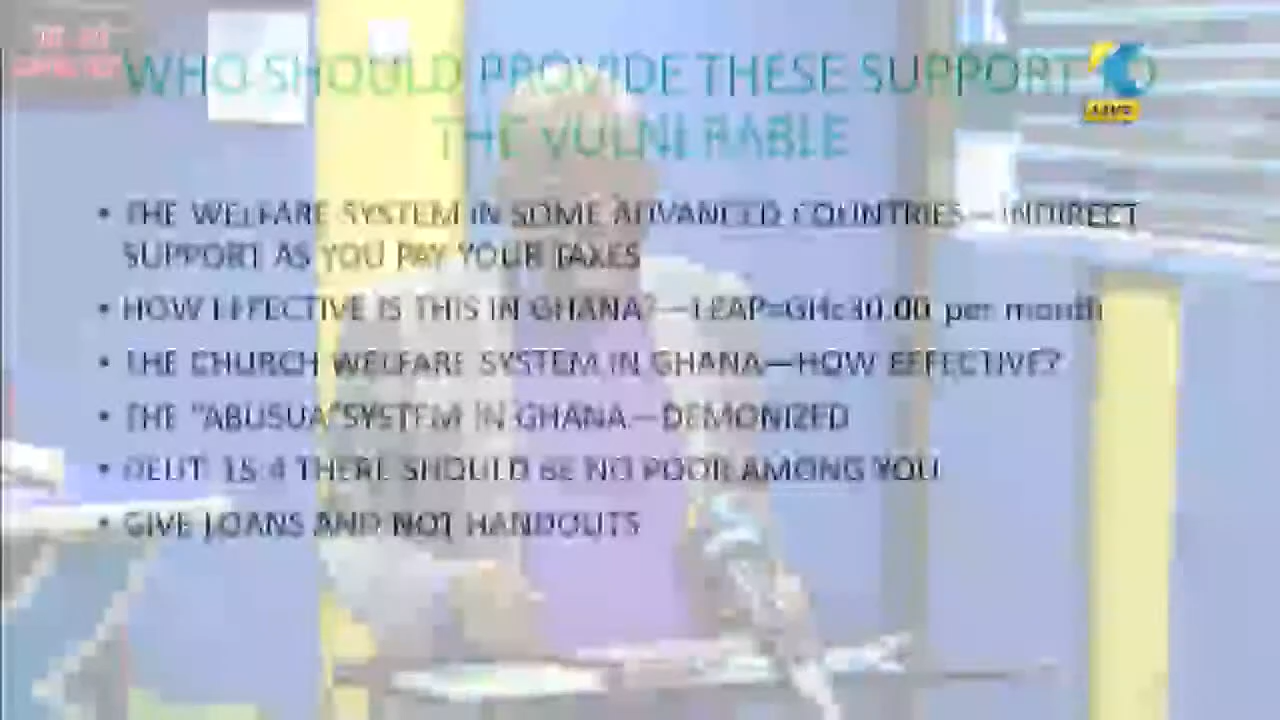 WHO SHOULD PROVIDE THESE SUPPORT TO
THE VULNERABLE
• THE WELFARE SYSTEM IN SOME ADVANCED COUNTRIES—INDIRECT
SUPPORT AS YOU PAY YOUR TAXES
• HOW EFFECTIVE IS THIS IN GHANA?—LEAP=GHc30.00 per month
• THE CHURCH WELFARE SYSTEM IN GHANA—HOW EFFECTIVE?
• THE "ABUSUA"SYSTEM IN GHANA—DEMONIZED
• DEUT 15:4 THERE SHOULD BE NO POOR AMONG YOU
• GIVE LOANS AND NOT HANDOUTS
LIVE